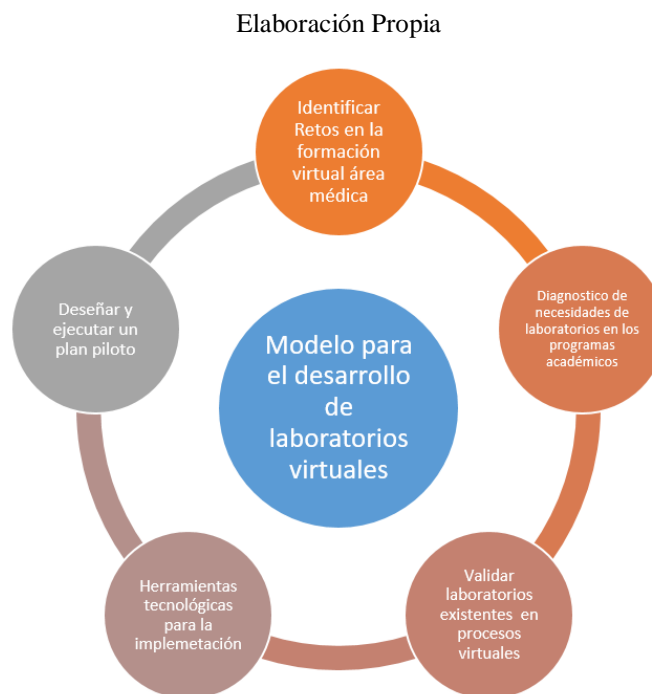 Elaboración Propia
Identificar
Retos en la
formación
virtual área
médica
Diagnostico de
necesidades de
laboratorios en los
programas
académicos
Validar
laboratorios
existentes en
procesos
virtuales
Herramientas
tecnológicas
para la
implemetación
Deseñar y
ejecutar un
plan piloto
Modelo para
el desarrollo
de
laboratorios
virtuales